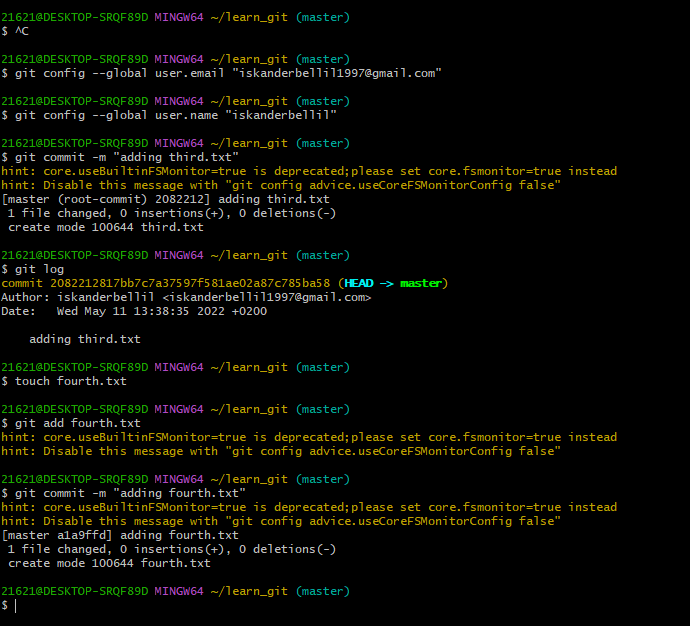 21621@DESKTOP-SRQF89D MINGW64 ~/learn_git (master)
$ ^C
21621@DESKTOP-SRQF89D MINGW64 ~/learn_git (master)
$ git config --global user.email "iskanderbellil1997@gmail.com"
21621@DESKTOP-SRQF89D MINGW64 ~/learn_git (master)
$ git config --global user.name "iskanderbellil"
21621@DESKTOP-SRQF89D MINGW64 ~/learn_git (master)
$ git commit -m "adding third.txt"
hint: core.useBuiltinFSMonitor=true is deprecated;please set core.fsmonitor=true instead
hint: Disable this message with "git config advice.useCoreFSMonitorConfig false"
[master (root-commit) 2082212] adding third.txt
 1 file changed, 0 insertions(+), 0 deletions(-)
 create mode 100644 third.txt
21621@DESKTOP-SRQF89D MINGW64 ~/learn_git (master)
$ git log
commit 2082212817bb7c7a37597f581ae02a87c785ba58 (HEAD -> master)
Author: iskanderbellil <iskanderbellil1997@gmail.com>
Date:   Wed May 11 13:38:35 2022 +0200
    adding third.txt
21621@DESKTOP-SRQF89D MINGW64 ~/learn_git (master)
$ touch fourth.txt
21621@DESKTOP-SRQF89D MINGW64 ~/learn_git (master)
$ git add fourth.txt
hint: core.useBuiltinFSMonitor=true is deprecated;please set core.fsmonitor=true instead
hint: Disable this message with "git config advice.useCoreFSMonitorConfig false"
21621@DESKTOP-SRQF89D MINGW64 ~/learn_git (master)
$ git commit -m "adding fourth.txt"
hint: core.useBuiltinFSMonitor=true is deprecated;please set core.fsmonitor=true instead
hint: Disable this message with "git config advice.useCoreFSMonitorConfig false"
[master a1a9ffd] adding fourth.txt
 1 file changed, 0 insertions(+), 0 deletions(-)
 create mode 100644 fourth.txt
21621@DESKTOP-SRQF89D MINGW64 ~/learn_git (master)
$